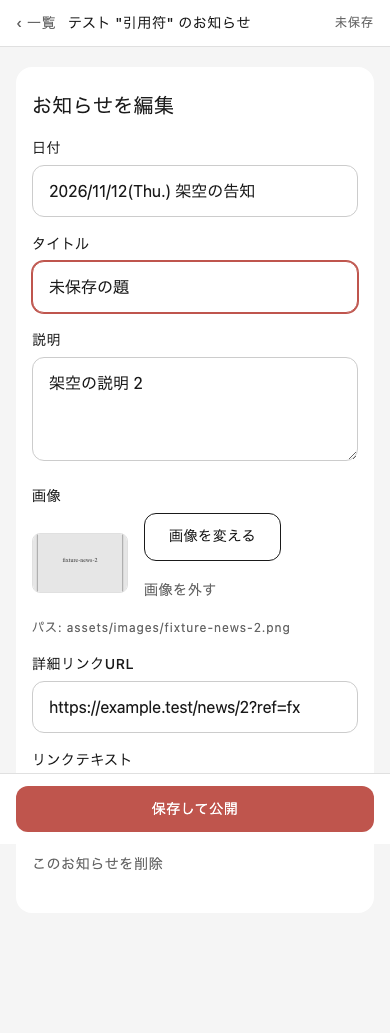 ‹ 一覧 テスト "引用符" のお知らせ 未保存
お知らせを編集
日付
2026/11/12(Thu.) 架空の告知
タイトル
未保存の題
説明
架空の説明 2
画像
fixture-news-2
画像を変える
画像を外す
パス: assets/images/fixture-news-2.png
詳細リンクURL
https://example.test/news/2?ref=fx
リンクテキスト
保存して公開
このお知らせを削除